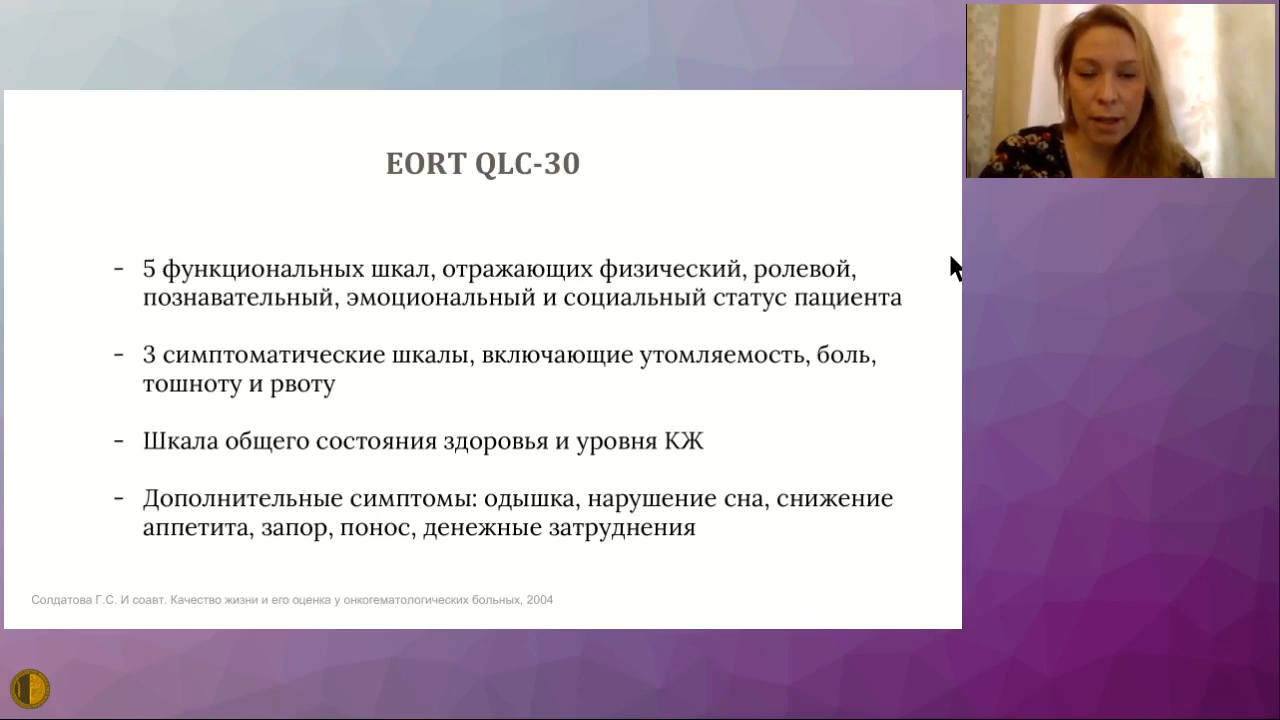 EORT QLC-30
- 5 функциональных шкал, отражающих физический, ролевой,
познавательный, эмоциональный и социальный статус пациента
- 3 симптоматические шкалы, включающие утомляемость, боль,
тошноту и рвоту
- Шкала общего состояния здоровья и уровня КЖ
- Дополнительные симптомы: одышка, нарушение сна, снижение
аппетита, запор, понос, денежные затруднения
Солдатова Г.С. И соавт. Качество жизни и его оценка у онкогематологических больных, 2004